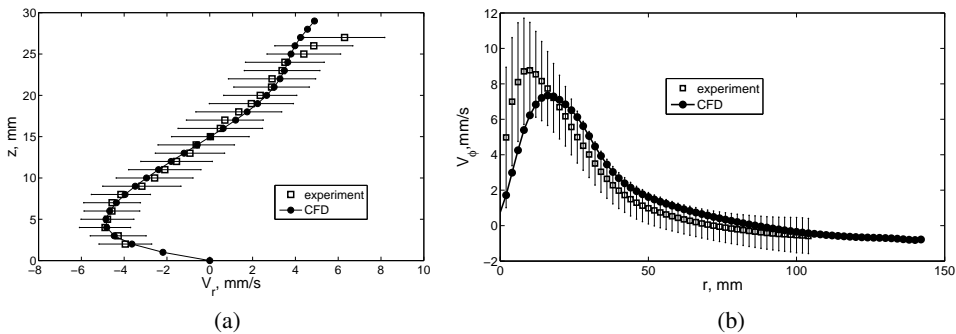 (a)
30
25
20
15
10
5
0
z, mm
−8 −6 −4 −2 0 2 4 6 8 10
V_r, mm/s
experiment
CFD
(a)
(b)
12
10
8
6
4
2
0
−2
V_ϕ,mm/s
0 50 100 150
r, mm
experiment
CFD
(b)